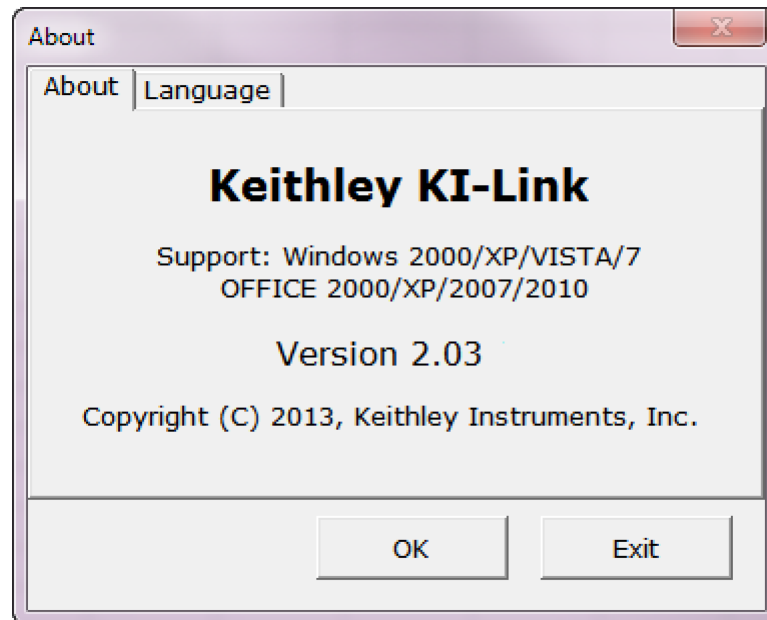 About
About
Language
Keithley KI-Link
Support: Windows 2000/XP/VISTA/7
OFFICE 2000/XP/2007/2010
Version 2.03
Copyright (C) 2013, Keithley Instruments, Inc.
OK
Exit